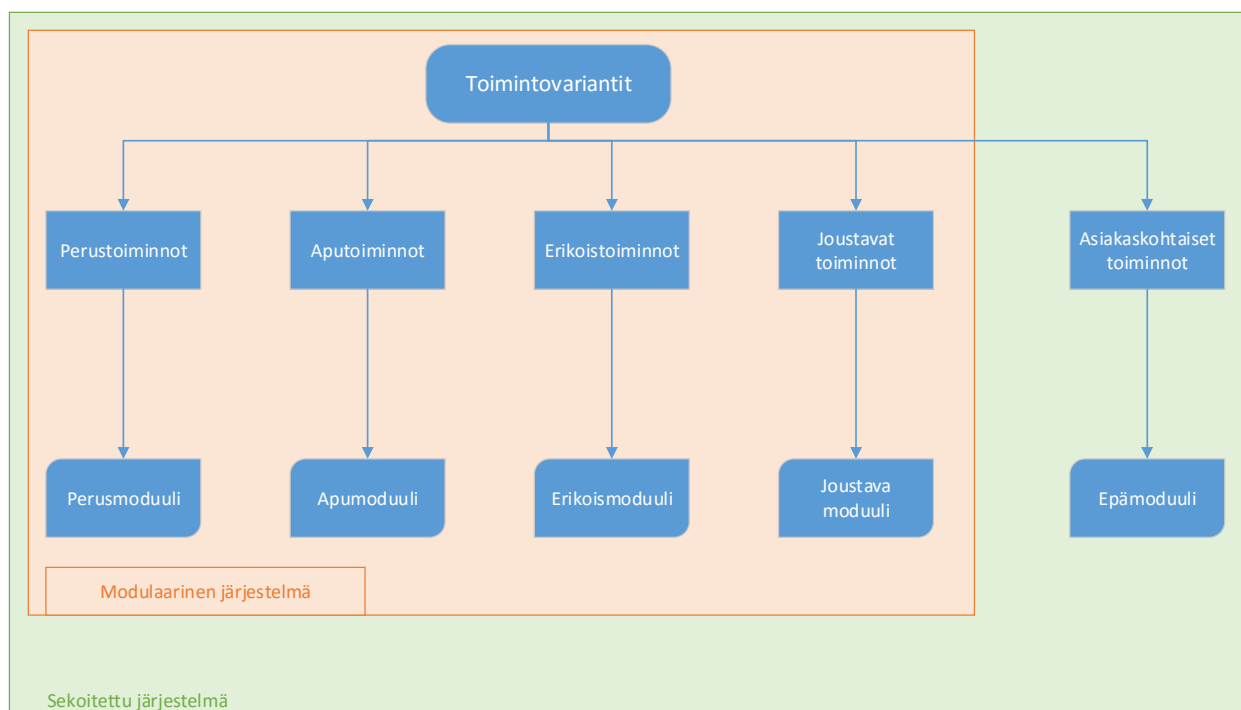 Toimintovariantit
Perustoiminnot
Aputoiminnot
Erikoistoiminnot
Joustavat
toiminnot
Asiakaskohtaiset
toiminnot
Perusmoduuli
Apumoduuli
Erikoismoduuli
Joustava
moduuli
Epämoduuli
Modulaarinen järjestelmä
Sekoitettu järjestelmä